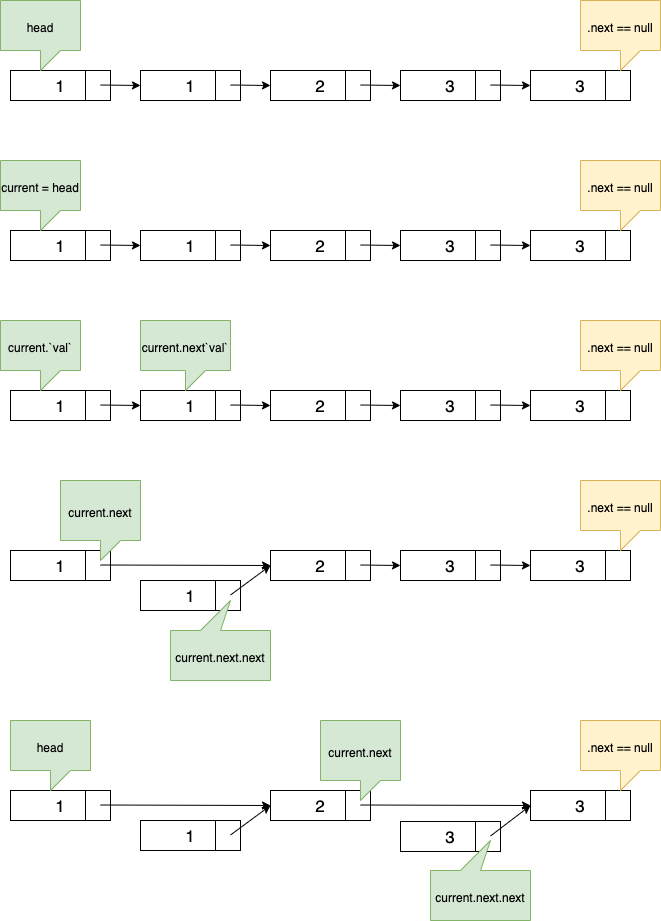 head
.next == null
1
1
2
3
3
current = head
.next == null
1
1
2
3
3
current.`val`
current.next`val`
.next == null
1
1
2
3
3
current.next
.next == null
1
2
3
3
1
current.next.next
head
current.next
.next == null
1
2
3
1
3
current.next.next